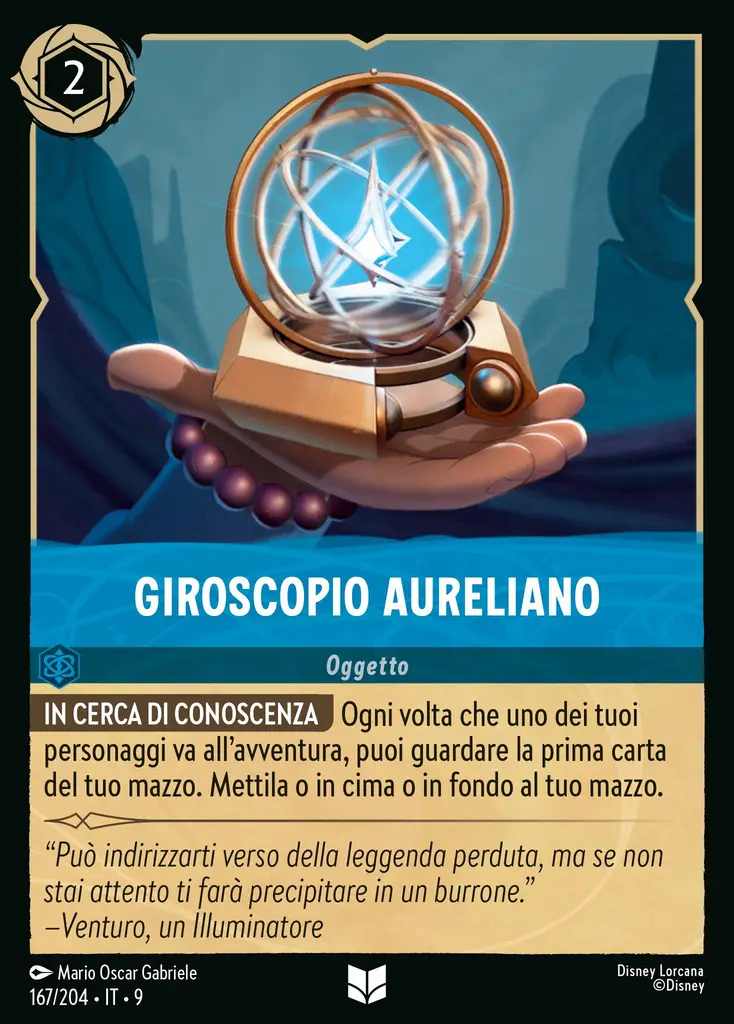 2
GIROSCOPIO AURELIANO
Oggetto
IN CERCA DI CONOSCENZA Ogni volta che uno dei tuoi
personaggi va all’avventura, puoi guardare la prima carta
del tuo mazzo. Mettila o in cima o in fondo al tuo mazzo.
“Può indirizzarti verso della leggenda perduta, ma se non
stai attento ti farà precipitare in un burrone.”
–Venturo, un Illuminatore
Mario Oscar Gabriele
167/204 • IT • 9
Disney Lorcana
©Disney